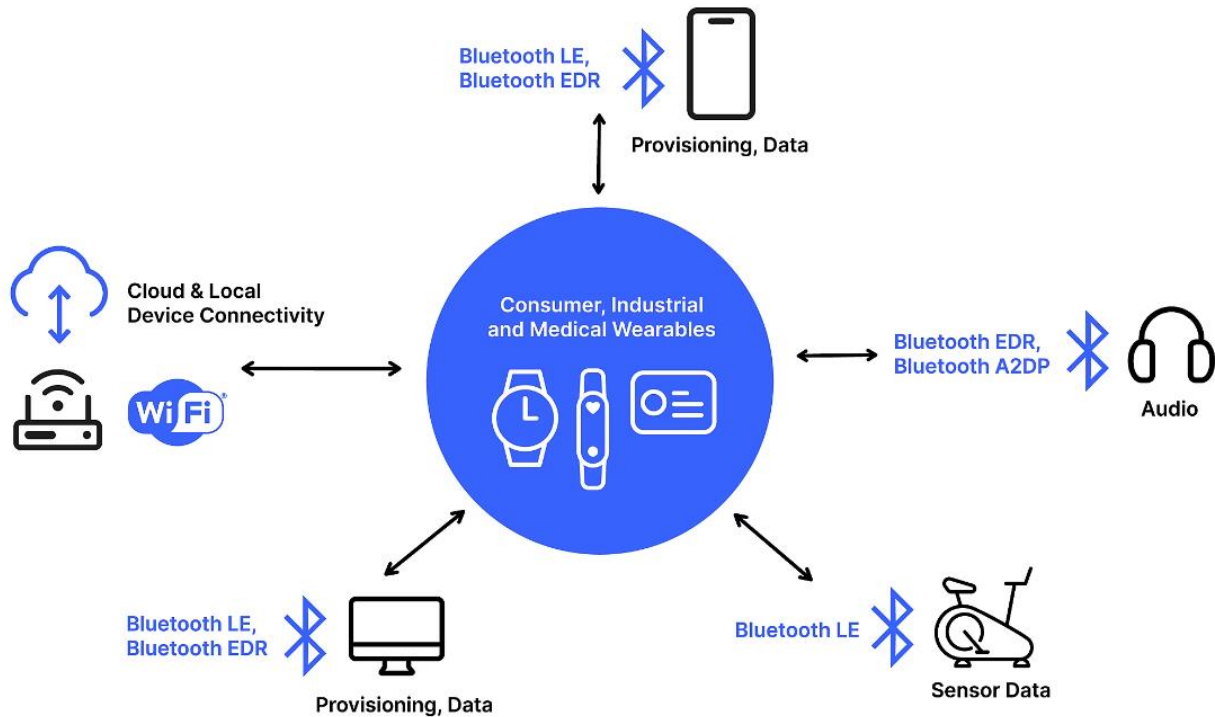 Bluetooth LE,
Bluetooth EDR
Provisioning, Data
Cloud & Local
Device Connectivity
WiFi®
Consumer, Industrial
and Medical Wearables
Bluetooth EDR,
Bluetooth A2DP
Audio
Bluetooth LE,
Bluetooth EDR
Provisioning, Data
Bluetooth LE
Sensor Data